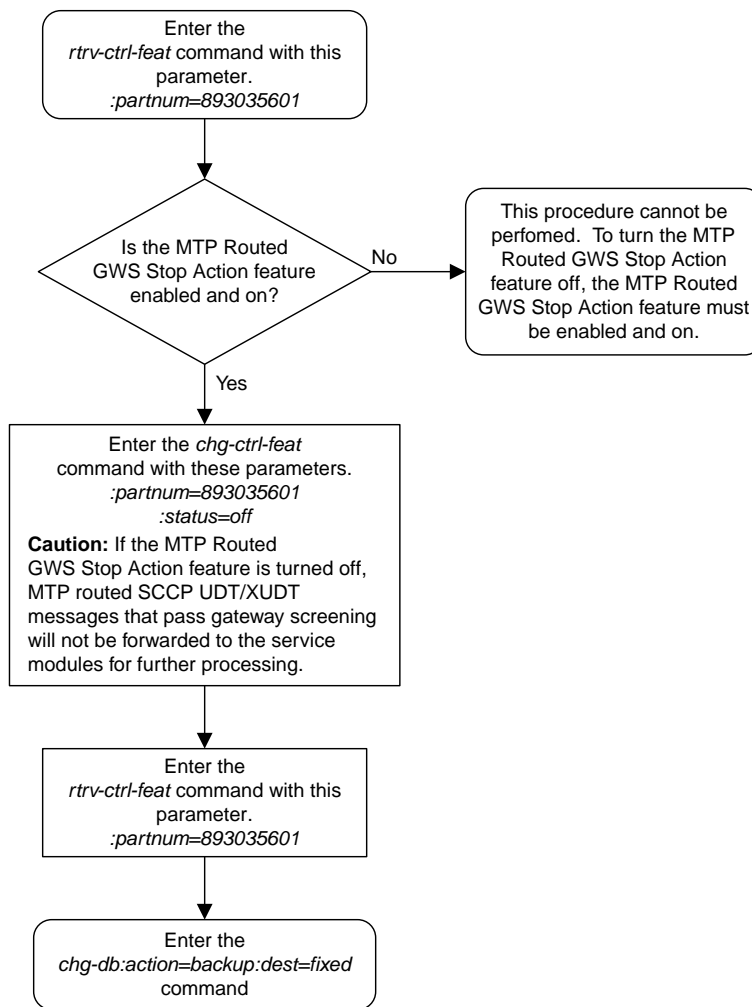 Enter the
rtrv-ctrl-feat command with this
parameter.
:partnum=893035601
Is the MTP Routed
GWS Stop Action feature
enabled and on?
No
This procedure cannot be
perfomed. To turn the MTP
Routed GWS Stop Action
feature off, the MTP Routed
GWS Stop Action feature must
be enabled and on.
Yes
Enter the chg-ctrl-feat
command with these parameters.
:partnum=893035601
:status=off
Caution: If the MTP Routed
GWS Stop Action feature is turned off,
MTP routed SCCP UDT/XUDT
messages that pass gateway screening
will not be forwarded to the service
modules for further processing.
Enter the
rtrv-ctrl-feat command with this
parameter.
:partnum=893035601
Enter the
chg-db:action=backup:dest=fixed
command